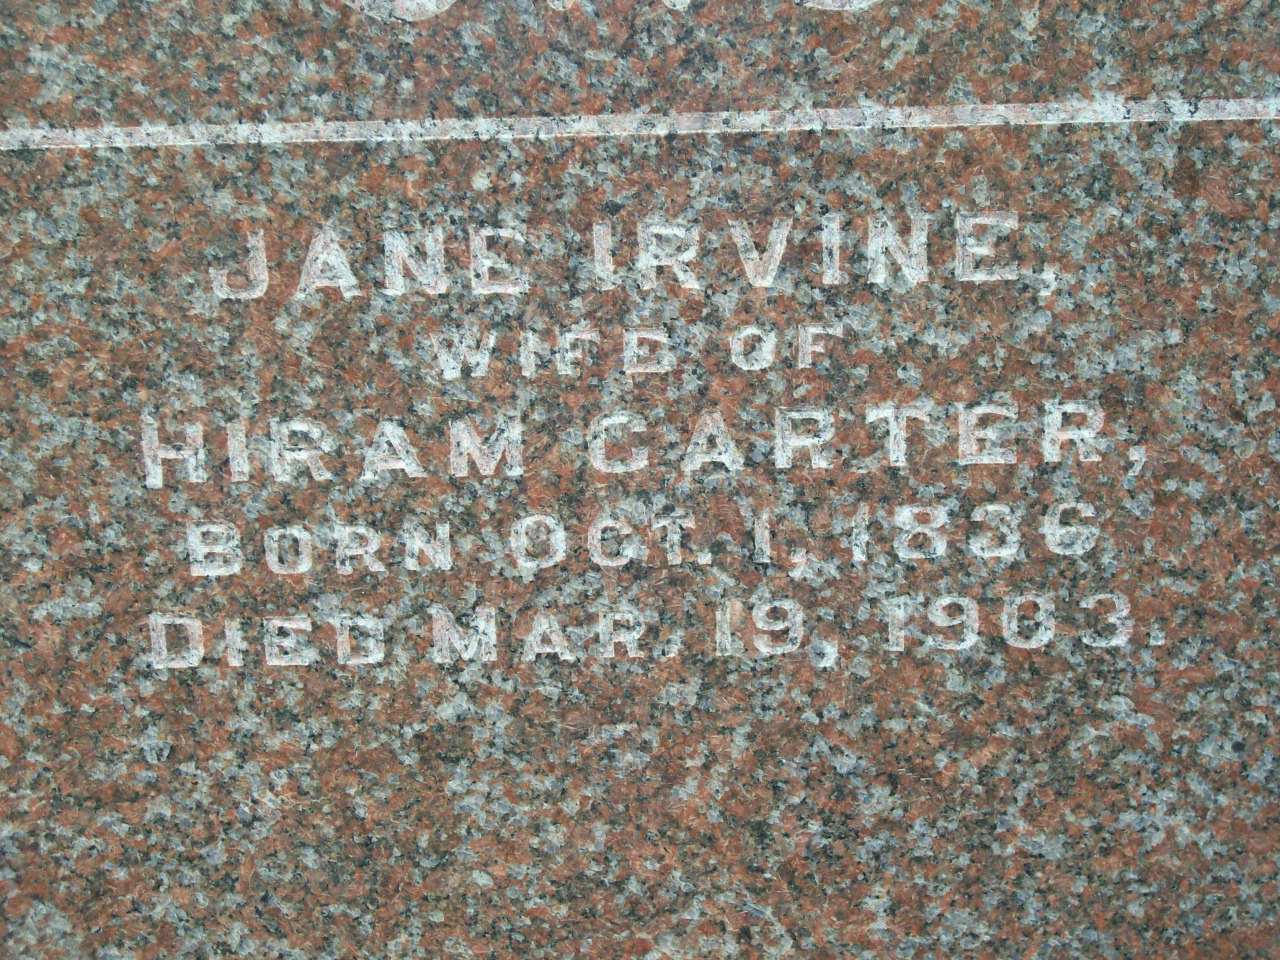 JANE IRVINE,
WIFE OF
HIRAM CARTER,
BORN OCT. 1, 1836
DIED MAR. 19, 1903.